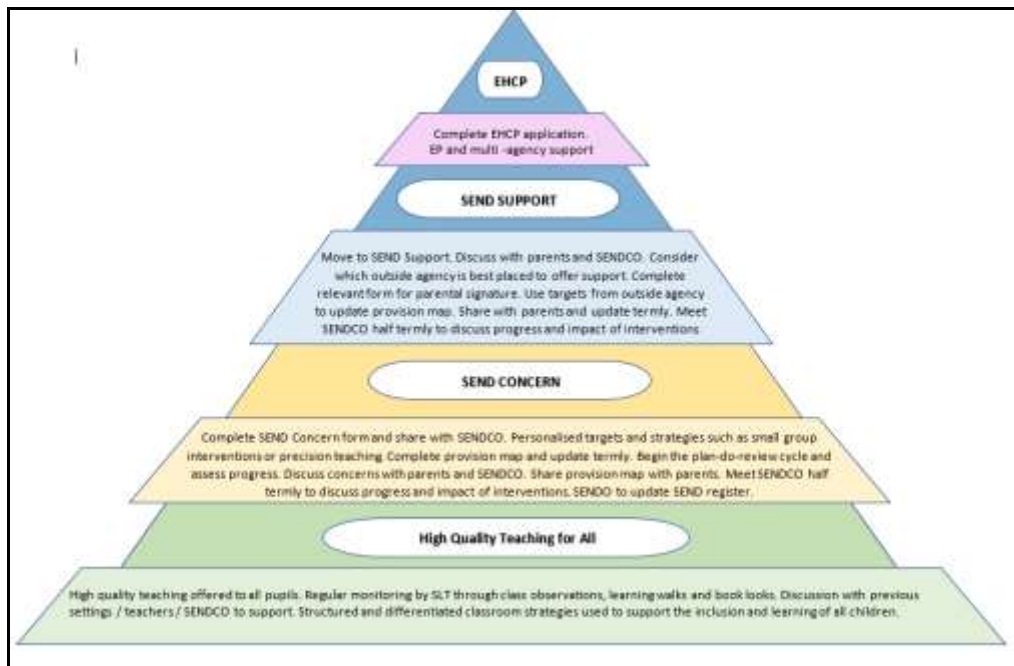 EHCP
Complete EHCP application.
EP and multi -agency support
SEND SUPPORT
Move to SEND Support. Discuss with parents and SENDCO. Consider
which outside agency is best placed to offer support. Complete
relevant form for parental signature. Use targets from outside agency
to update provision map. Share with parents and update termly. Meet
SENDCO half termly to discuss progress and impact of interventions
SEND CONCERN
Complete SEND Concern form and share with SENDCO. Personalised targets and strategies such as small group
interventions or precision teaching. Complete provision map and update termly. Begin the plan-do-review cycle and
assess progress. Discuss concerns with parents and SENDCO. Share provision map with parents. Meet SENDCO half
termly to discuss progress and impact of interventions. SENDO to update SEND register.
High Quality Teaching for All
High quality teaching offered to all pupils. Regular monitoring by SLT through class observations, learning walks and book looks. Discussion with previous
settings / teachers / SENDCO to support. Structured and differentiated classroom strategies used to support the inclusion and learning of all children.